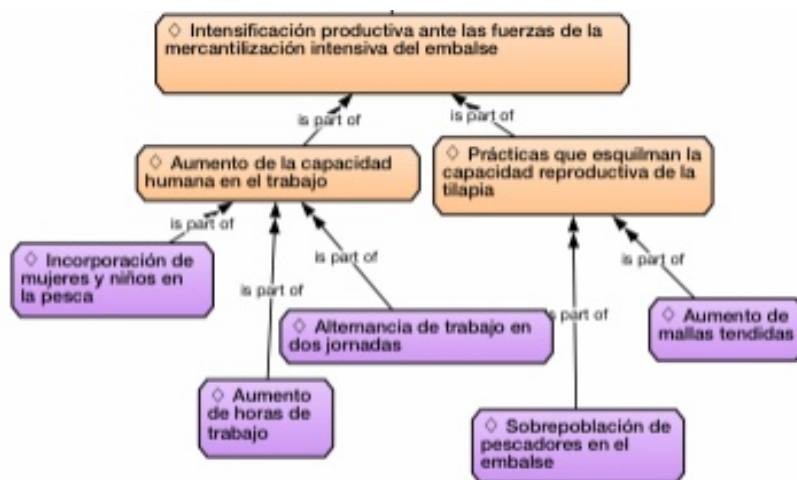 ◇ Intensificación productiva ante las fuerzas de la
mercantilización intensiva del embalse
is part of
is part of
◇ Aumento de la capacidad
humana en el trabajo
◇ Prácticas que esquilman la
capacidad reproductiva de la
tilapia
is part of
◇ Incorporación de
mujeres y niños en
la pesca
is part of
is part of
is part of
is part of
◇ Alternancia de trabajo en
dos jornadas
◇ Aumento de
mallas tendidas
◇ Aumento
de horas de
trabajo
◇ Sobrepoblación de
pescadores en el
embalse